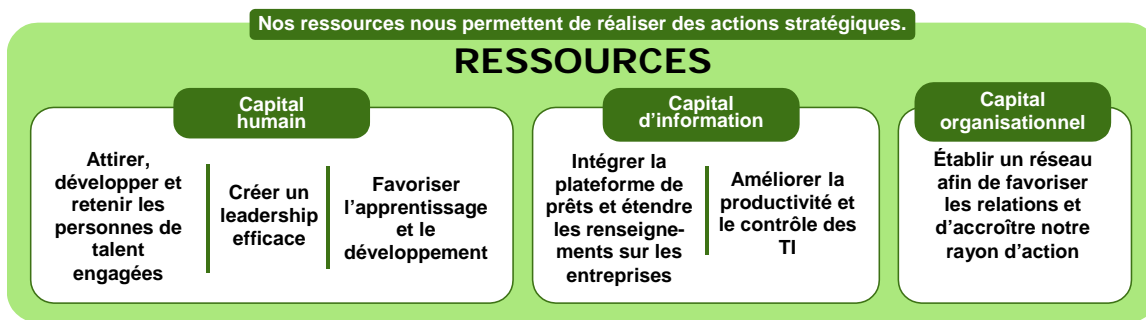 Nos ressources nous permettent de réaliser des actions stratégiques.
RESSOURCES
Capital
humain
Attirer,
développer et
retenir les
personnes de
talent
engagées
Créer un
leadership
efficace
Favoriser
l'apprentissage
et le
développement
Capital
d'information
Intégrer la
plateforme de
prêts et étendre
les renseigne-
ments sur les
entreprises
Améliorer la
productivité et
le contrôle des
TI
Capital
organisationnel
Établir un réseau
afin de favoriser
les relations et
d'accroître notre
rayon d'action